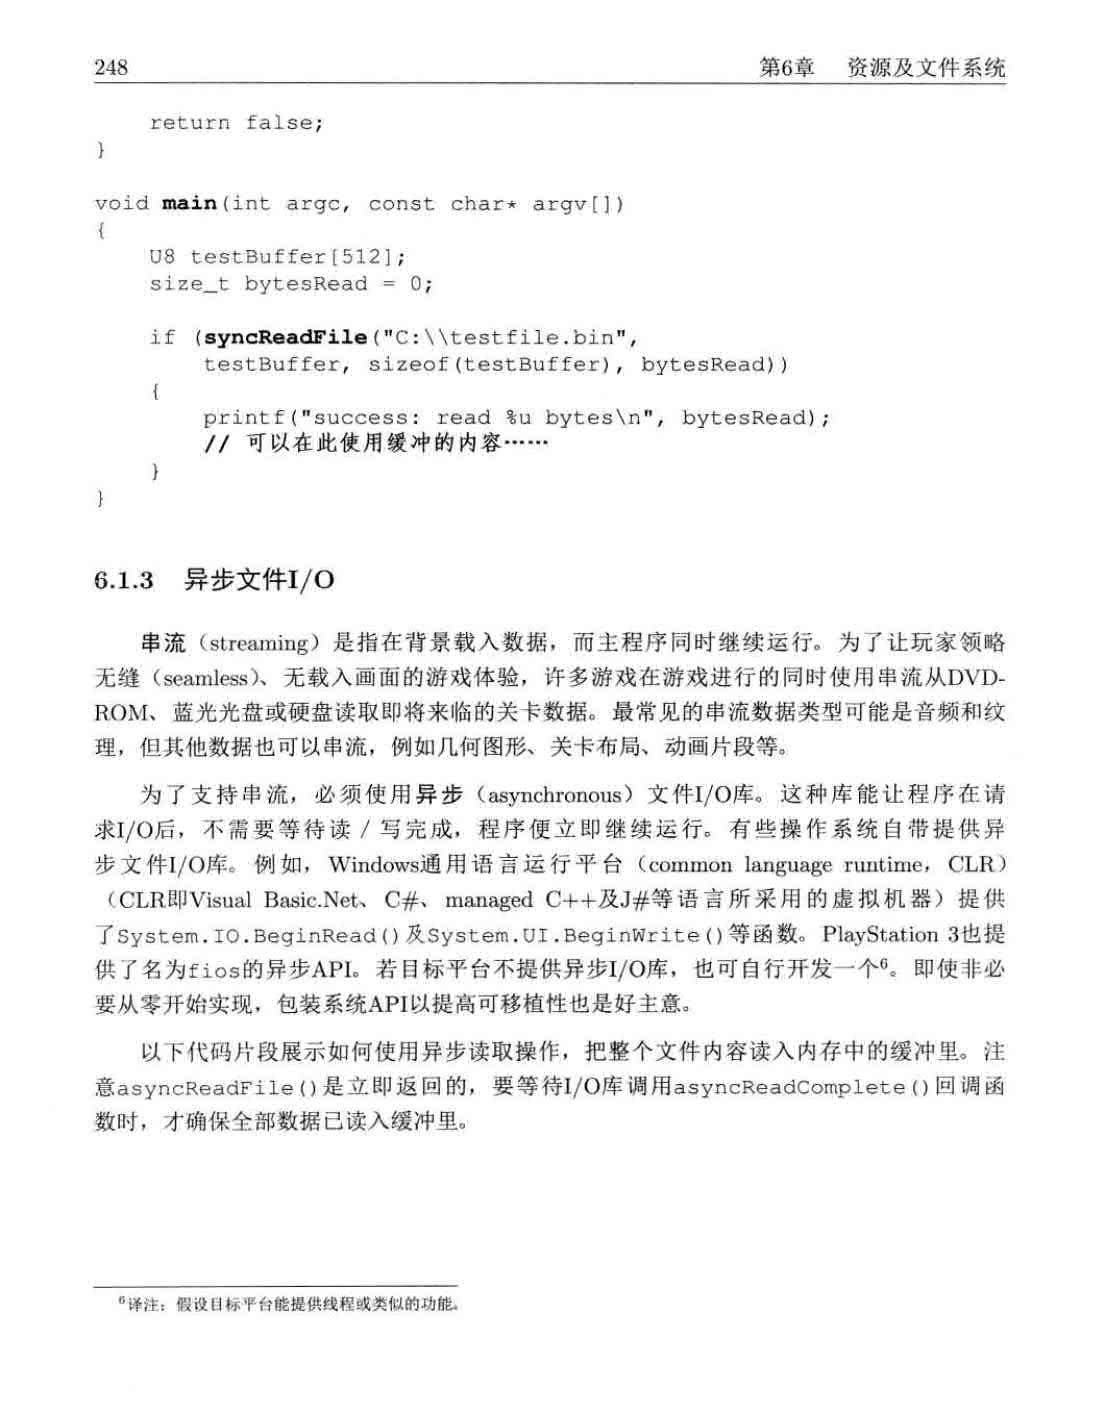 248 第6章 资源及文件系统
return false;
}
void main(int argc, const char* argv[])
{
U8 testBuffer[512];
size_t bytesRead = 0;
if (syncReadFile("C:\\testfile.bin",
testBuffer, sizeof(testBuffer), bytesRead))
{
printf("success: read %u bytes\n", bytesRead);
// 可以在此使用缓冲的内容……
}
}
6.1.3 异步文件I/O
串流（streaming）是指在背景载入数据，而主程序同时继续运行。为了让玩家领略
无缝（seamless）、无载入画面的游戏体验，许多游戏在游戏进行的同时使用串流从DVD-
ROM、蓝光光盘或硬盘读取即将来临的关卡数据。最常见的串流数据类型可能是音频和纹
理，但其他数据也可以串流，例如几何图形、关卡布局、动画片段等。
为了支持串流，必须使用异步（asynchronous）文件I/O库。这种库能让程序在请
求I/O后，不需要等待读／写完成，程序便立即继续运行。有些操作系统自带提供异
步文件I/O库。例如，Windows通用语言运行平台（common language runtime，CLR）
（CLR即Visual Basic.Net、C#、managed C++及J#等语言所采用的虚拟机器）提供
了System.IO.BeginRead()及System.UI.BeginWrite()等函数。PlayStation 3也提
供了名为fios的异步API。若目标平台不提供异步I/O库，也可自行开发一个6。即使非必
要从零开始实现，包装系统API以提高可移植性也是好主意。
以下代码片段展示如何使用异步读取操作，把整个文件内容读入内存中的缓冲里。注
意asyncReadFile()是立即返回的，要等待I/O库调用asyncReadComplete()回调函
数时，才确保全部数据已读入缓冲里。
6译注：假设目标平台能提供线程或类似的功能。